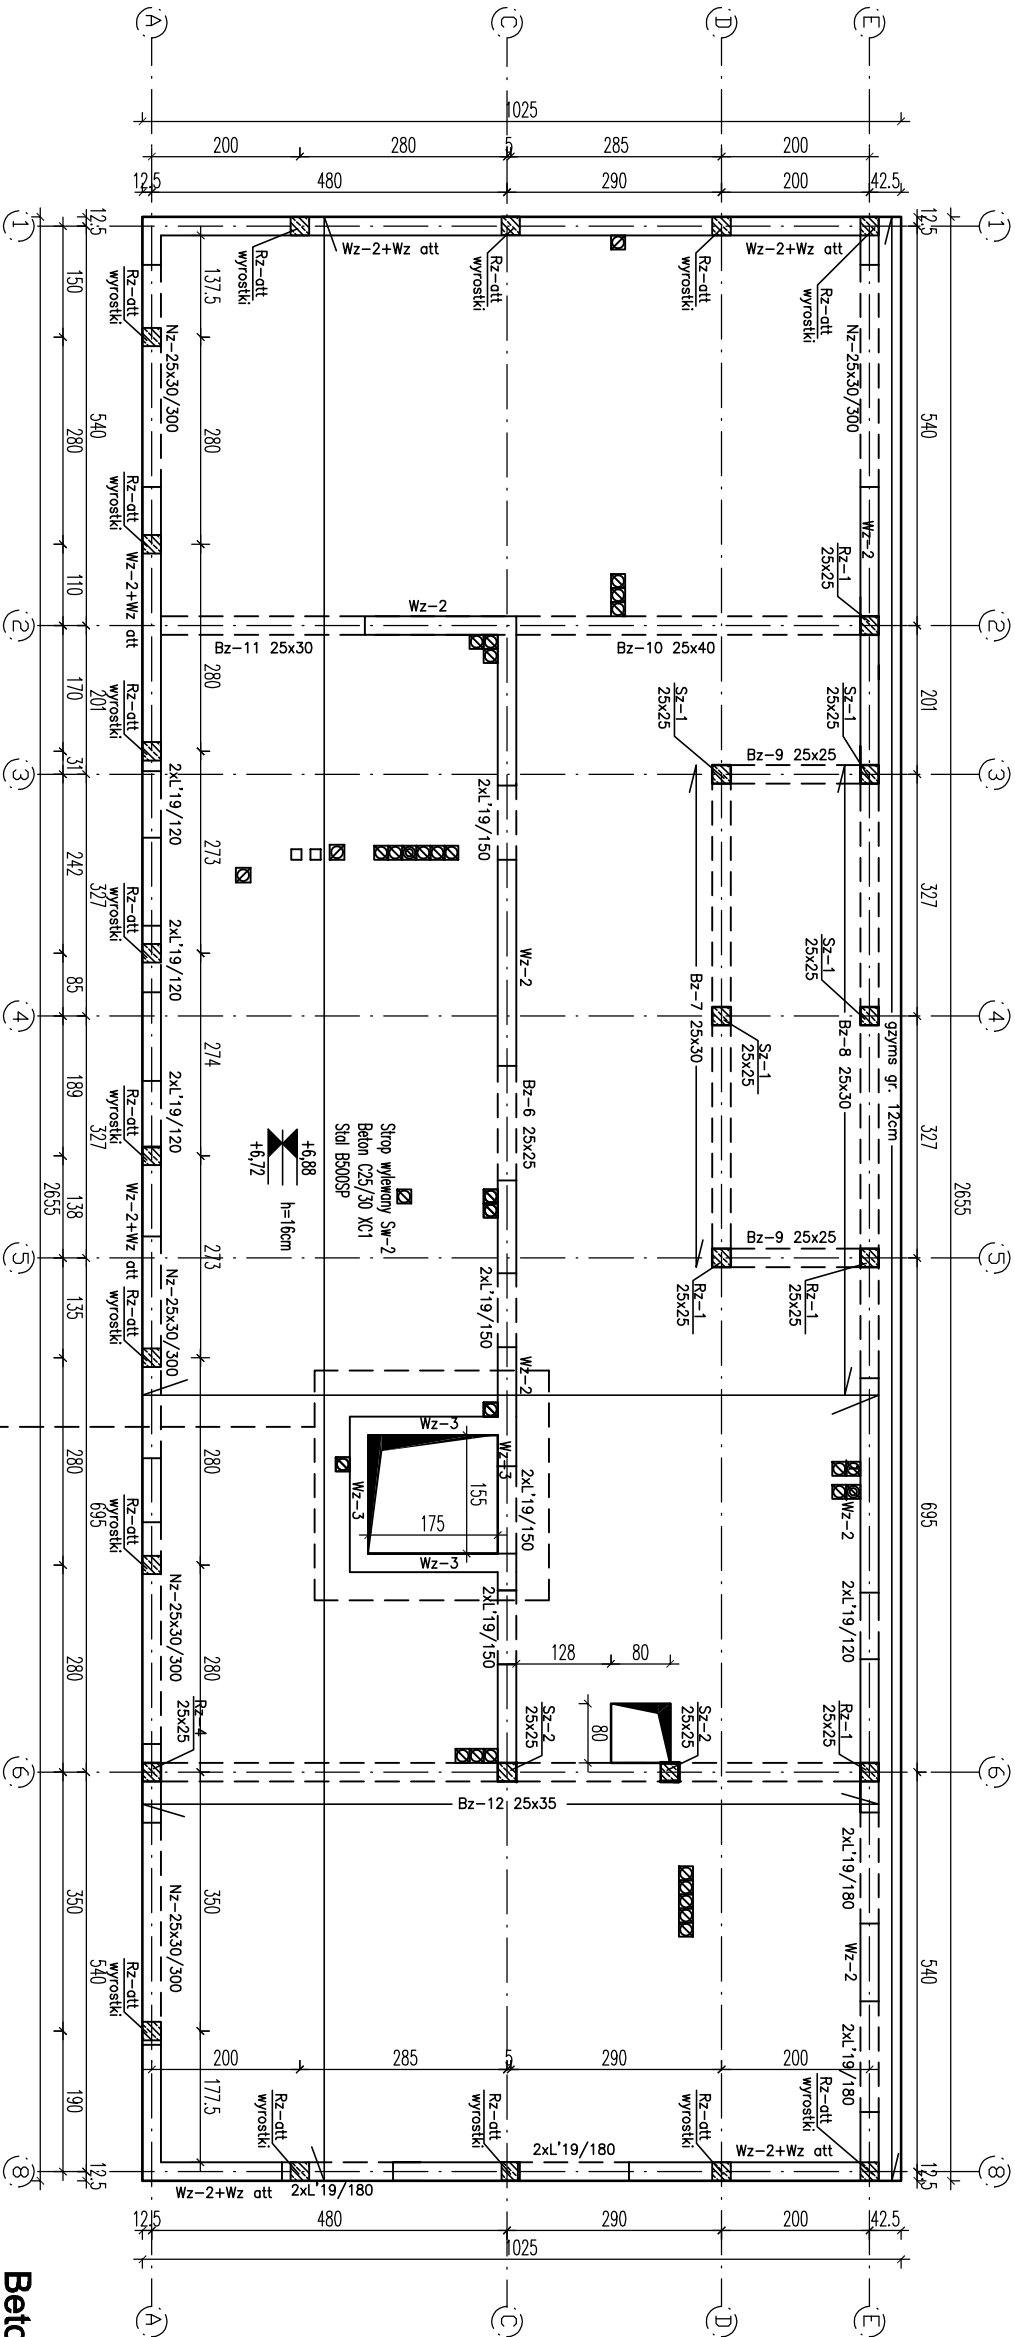 A
C
D
E
1025
200
280
5
285
200
12.5
480
290
200
42.5
1
12.5
12.5
1
Wz-2+Wz att
Wz-2+Wz att
Rz-att
wyrostki
Rz-att
wyrostki
Rz-att
wyrostki
Rz-att
wyrostki
Rz-att
wyrostki
150
137.5
Nz-25x30/300
Nz-25x30/300
540
280
280
540
Rz-att
wyrostki
Wz-2
Rz-1
25x25
110
Wz-2+Wz att
Wz-2
2
2
Bz-11 25x30
Bz-10 25x40
280
170
201
201
Rz-att
wyrostki
Sz-1
25x25
Sz-1
25x25
Bz-9 25x25
31
3
3
2xL'19/120
2xL'19/150
273
242
327
327
Rz-att
wyrostki
2xL'19/120
Wz-2
Sz-1
25x25
85
4
4
Bz-7 25x30
Sz-1
25x25
Bz-8 25x30
gzyms gr. 12cm
274
189
327
327
2xL'19/120
Rz-att
wyrostki
Bz-6 25x25
Strop wylewany Sw-2
Beton C25/30 XC1
Stal B500SP
+6,88
+6,72
h=16cm
138
2655
2655
Wz-2+Wz att
5
5
273
Bz-9 25x25
135
Rz-att
wyrostki
Nz-25x30/300
2xL'19/150
Rz-1
25x25
Rz-1
25x25
Wz-2
Wz-3
Wz-3
Wz-3
Wz-3
155
175
2xL'19/150
Wz-2
280
280
695
695
Rz-att
wyrostki
2xL'19/150
2xL'19/120
Nz-25x30/300
128
80
80
280
280
Rz-4
25x25
Sz-2
25x25
Sz-2
25x25
Rz-1
25x25
6
6
Bz-12 25x35
2xL'19/180
Nz-25x30/300
350
350
Wz-2
540
540
Rz-att
wyrostki
2xL'19/180
200
285
5
290
200
190
177.5
Rz-att
wyrostki
Rz-att
wyrostki
Rz-att
wyrostki
Rz-att
wyrostki
2xL'19/180
Wz-2+Wz att
8
12.5
12.5
8
Wz-2+Wz att
2xL'19/180
12.5
480
290
200
42.5
1025
A
C
D
E
Beto